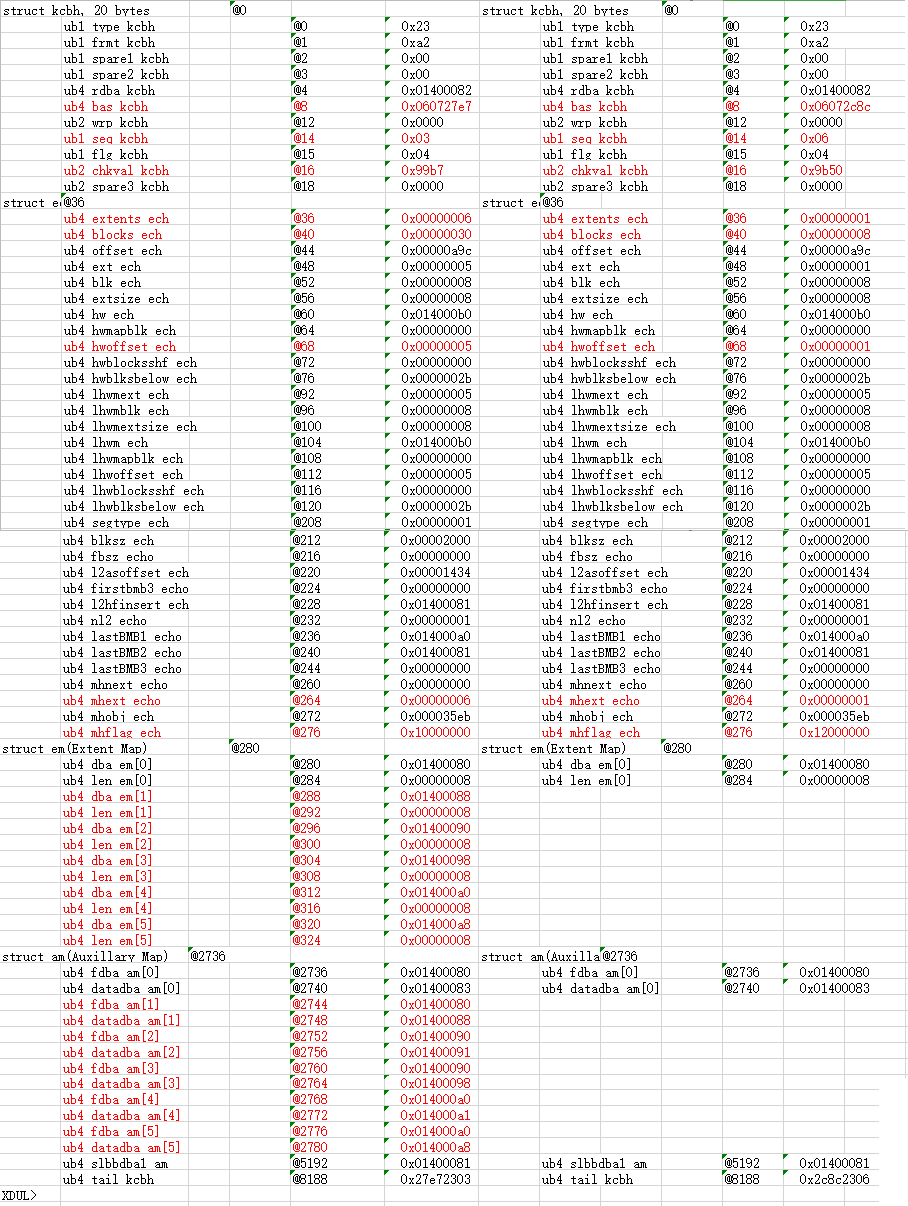 struct kcbh, 20 bytes @0 struct kcbh, 20 bytes @0
ub1 type kcbh @0 0x23 ub1 type kcbh @0 0x23
ub1 frmt kcbh @1 0xa2 ub1 frmt kcbh @1 0xa2
ub1 spare1 kcbh @2 0x00 ub1 spare1 kcbh @2 0x00
ub1 spare2 kcbh @3 0x00 ub1 spare2 kcbh @3 0x00
ub4 rdba kcbh @4 0x01400082 ub4 rdba kcbh @4 0x01400082
ub4 bas kcbh @8 0x060727e7 ub4 bas kcbh @8 0x06072c8c
ub2 wrp kcbh @12 0x0000 ub2 wrp kcbh @12 0x0000
ub1 seq kcbh @14 0x03 ub1 seq kcbh @14 0x06
ub1 flg kcbh @15 0x04 ub1 flg kcbh @15 0x04
ub2 chkval kcbh @16 0x99b7 ub2 chkval kcbh @16 0x9b50
ub2 spare3 kcbh @18 0x0000 ub2 spare3 kcbh @18 0x0000
struct e @36 struct e @36
ub4 extents ech @36 0x00000006 ub4 extents ech @36 0x00000001
ub4 blocks ech @40 0x00000030 ub4 blocks ech @40 0x00000008
ub4 offset ech @44 0x00000a9c ub4 offset ech @44 0x00000a9c
ub4 ext ech @48 0x00000005 ub4 ext ech @48 0x00000001
ub4 blk ech @52 0x00000008 ub4 blk ech @52 0x00000008
ub4 extsize ech @56 0x00000008 ub4 extsize ech @56 0x00000008
ub4 hw ech @60 0x014000b0 ub4 hw ech @60 0x014000b0
ub4 hwmapblk ech @64 0x00000000 ub4 hwmapblk ech @64 0x00000000
ub4 hwoffset ech @68 0x00000005 ub4 hwoffset ech @68 0x00000001
ub4 hwblocksshf ech @72 0x00000000 ub4 hwblocksshf ech @72 0x00000000
ub4 hwblksbelow ech @76 0x0000002b ub4 hwblksbelow ech @76 0x0000002b
ub4 lhwmext ech @92 0x00000005 ub4 lhwmext ech @92 0x00000005
ub4 lhwmblk ech @96 0x00000008 ub4 lhwmblk ech @96 0x00000008
ub4 lhwmextsize ech @100 0x00000008 ub4 lhwmextsize ech @100 0x00000008
ub4 lhwm ech @104 0x014000b0 ub4 lhwm ech @104 0x014000b0
ub4 lhwmapblk ech @108 0x00000000 ub4 lhwmapblk ech @108 0x00000000
ub4 lhwoffset ech @112 0x00000005 ub4 lhwoffset ech @112 0x00000005
ub4 lhwblocksshf ech @116 0x00000000 ub4 lhwblocksshf ech @116 0x00000000
ub4 lhwblksbelow ech @120 0x0000002b ub4 lhwblksbelow ech @120 0x0000002b
ub4 segtype ech @208 0x00000001 ub4 segtype ech @208 0x00000001
ub4 blksz ech @212 0x00002000 ub4 blksz ech @212 0x00002000
ub4 fbsz echo @216 0x00000000 ub4 fbsz echo @216 0x00000000
ub4 l2asoffset ech @220 0x00001434 ub4 l2asoffset ech @220 0x00001434
ub4 firstbmb3 echo @224 0x00000000 ub4 firstbmb3 echo @224 0x00000000
ub4 l2hfinsert ech @228 0x01400081 ub4 l2hfinsert ech @228 0x01400081
ub4 nl2 echo @232 0x00000001 ub4 nl2 echo @232 0x00000001
ub4 lastBMB1 echo @236 0x014000a0 ub4 lastBMB1 echo @236 0x014000a0
ub4 lastBMB2 echo @240 0x01400081 ub4 lastBMB2 echo @240 0x01400081
ub4 lastBMB3 echo @244 0x00000000 ub4 lastBMB3 echo @244 0x00000000
ub4 mhnext echo @260 0x00000000 ub4 mhnext echo @260 0x00000000
ub4 mhext echo @264 0x00000006 ub4 mhext echo @264 0x00000001
ub4 mhobj ech @272 0x000035eb ub4 mhobj ech @272 0x000035eb
ub4 mhflag ech @276 0x10000000 ub4 mhflag ech @276 0x12000000
struct em(Extent Map) @280 struct em(Extent Map) @280
ub4 dba em[0] @280 0x01400080 ub4 dba em[0] @280 0x01400080
ub4 len em[0] @284 0x00000008 ub4 len em[0] @284 0x00000008
ub4 dba em[1] @288 0x01400088
ub4 len em[1] @292 0x00000008
ub4 dba em[2] @296 0x01400090
ub4 len em[2] @300 0x00000008
ub4 dba em[3] @304 0x01400098
ub4 len em[3] @308 0x00000008
ub4 dba em[4] @312 0x014000a0
ub4 len em[4] @316 0x00000008
ub4 dba em[5] @320 0x014000a8
ub4 len em[5] @324 0x00000008
struct am(Auxillary Map) @2736 struct am(Auxilla @2736
ub4 fdba am[0] @2736 0x01400080 ub4 fdba am[0] @2736 0x01400080
ub4 datadba am[0] @2740 0x01400083 ub4 datadba am[0] @2740 0x01400083
ub4 fdba am[1] @2744 0x01400080
ub4 datadba am[1] @2748 0x01400088
ub4 fdba am[2] @2752 0x01400090
ub4 datadba am[2] @2756 0x01400091
ub4 fdba am[3] @2760 0x01400090
ub4 datadba am[3] @2764 0x01400098
ub4 fdba am[4] @2768 0x014000a0
ub4 datadba am[4] @2772 0x014000a1
ub4 fdba am[5] @2776 0x014000a0
ub4 datadba am[5] @2780 0x014000a8
ub4 slbbdba1 am @5192 0x01400081 ub4 slbbdba1 am @5192 0x01400081
ub4 tail kcbh @8188 0x27e72303 ub4 tail kcbh @8188 0x2c8c2306
XDUL>